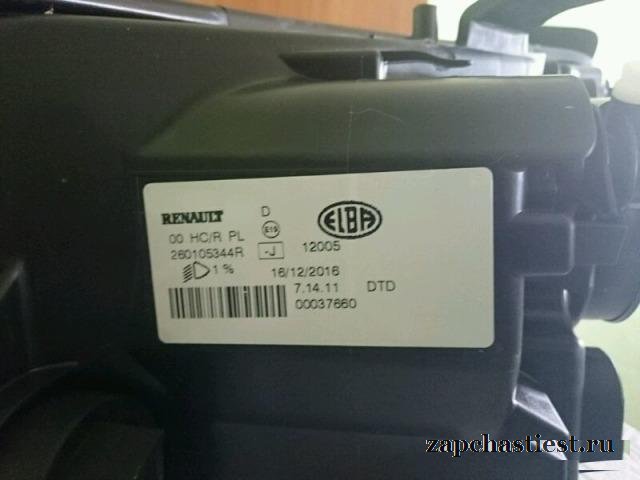 RENAULT D ELBA
00 HC/R PL E19
260105344R -J 12005
1 % 16/12/2016
7.14.11 DTD
00037660
zapchastiest.ru